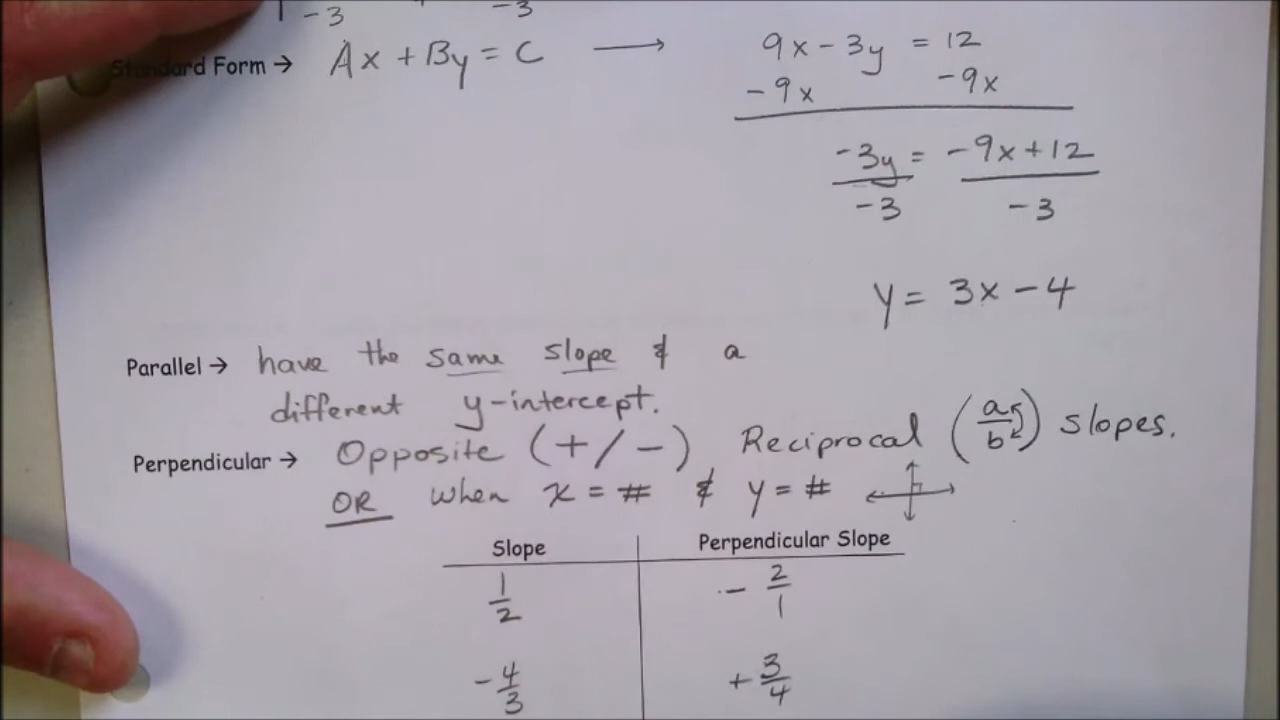 -3 -3
Standard Form → Ax + By = C → 9x - 3y = 12
-9x -9x
-3y = -9x + 12
-3 -3
y = 3x - 4
Parallel → have the same slope & a
different y-intercept.
Perpendicular → Opposite (+/-) Reciprocal (a/b) slopes.
OR when x = # & y = #
Slope Perpendicular Slope
1/2 - 2/1
- 4/3 + 3/4